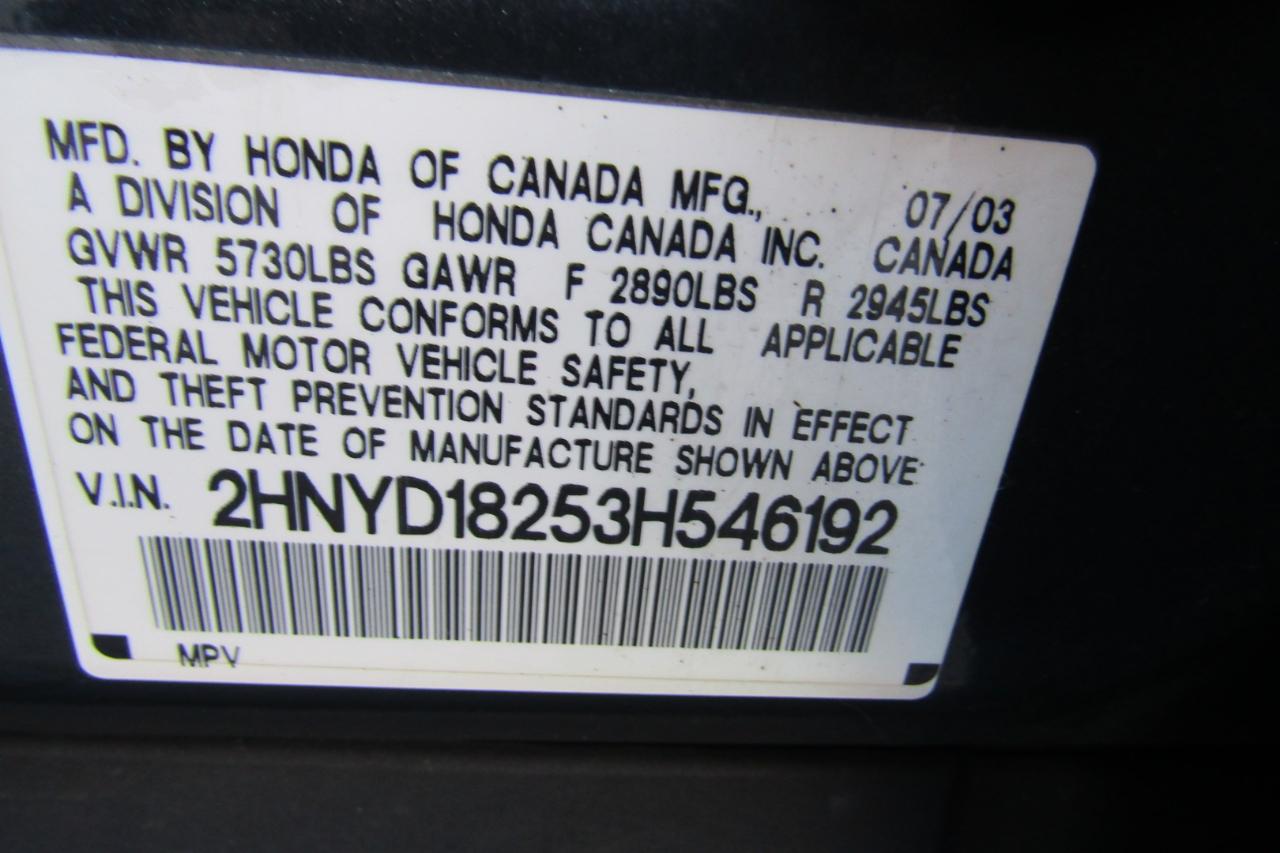 MFD. BY HONDA OF CANADA MFG., 07/03
A DIVISION OF HONDA CANADA INC. CANADA
GVWR 5730LBS GAWR F 2890LBS R 2945LBS
THIS VEHICLE CONFORMS TO ALL APPLICABLE
FEDERAL MOTOR VEHICLE SAFETY,
AND THEFT PREVENTION STANDARDS IN EFFECT
ON THE DATE OF MANUFACTURE SHOWN ABOVE
V.I.N. 2HNYD18253H546192
MPV